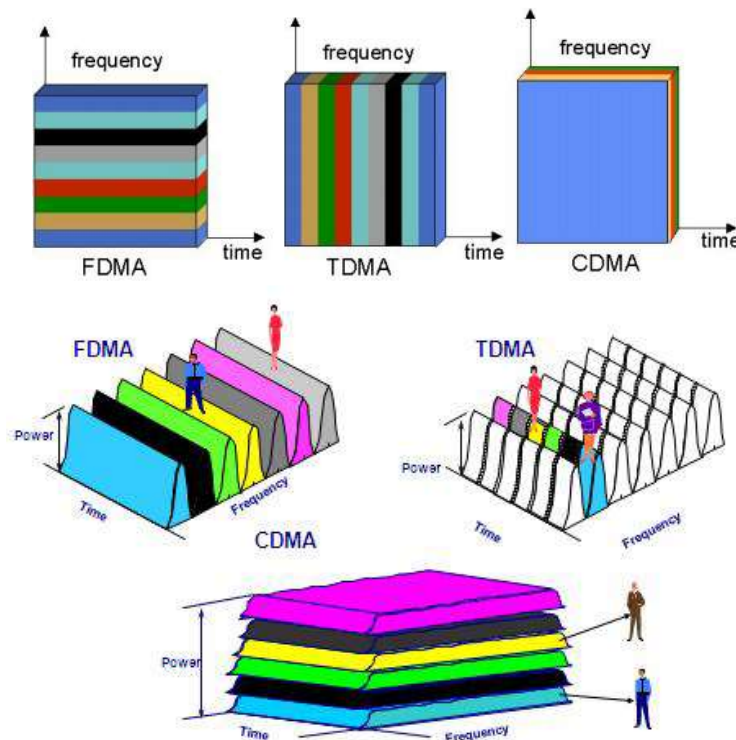 frequency
frequency
frequency
time
time
time
FDMA
TDMA
CDMA
FDMA
TDMA
Power
Power
Time
Frequency
Time
Frequency
CDMA
Power
Time
Frequency